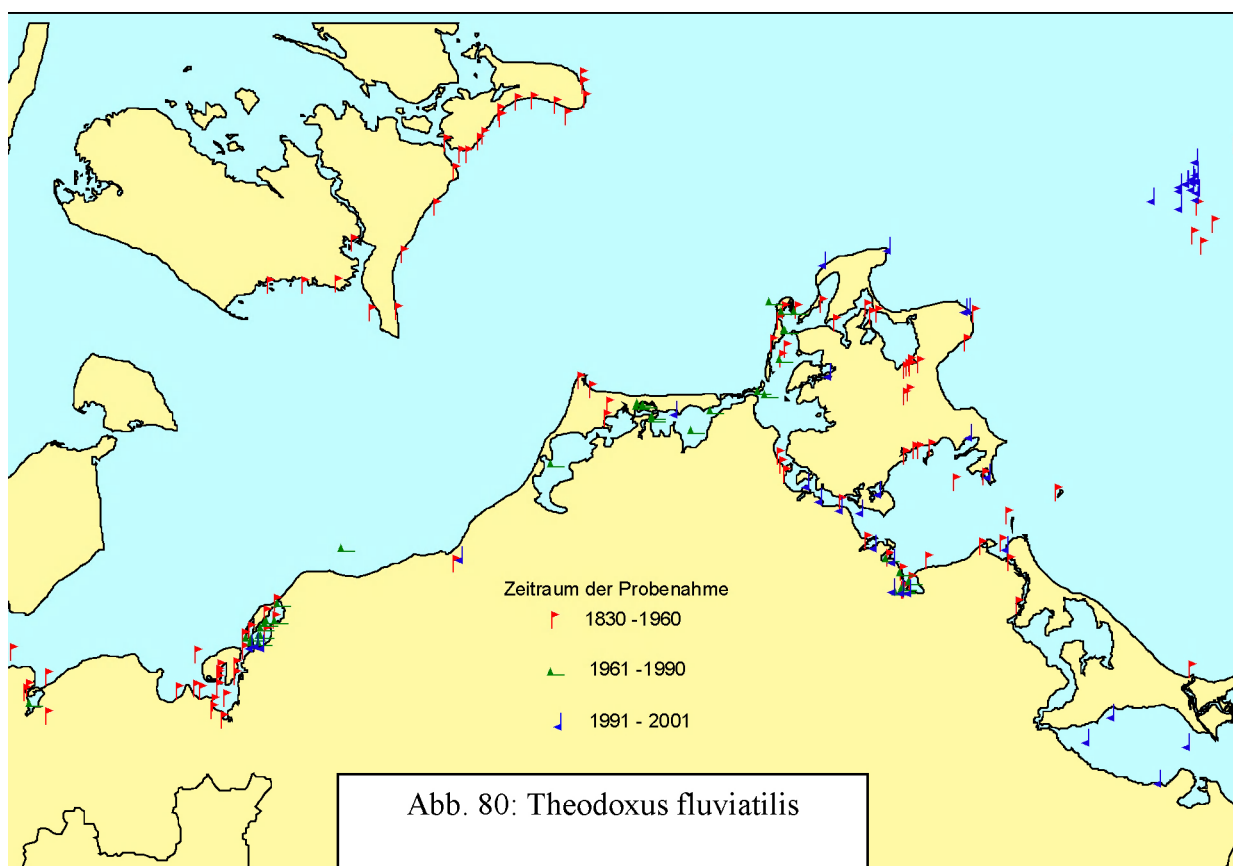 Zeitraum der Probenahme
1830 -1960
1961 -1990
1991 - 2001
Abb. 80: Theodoxus fluviatilis